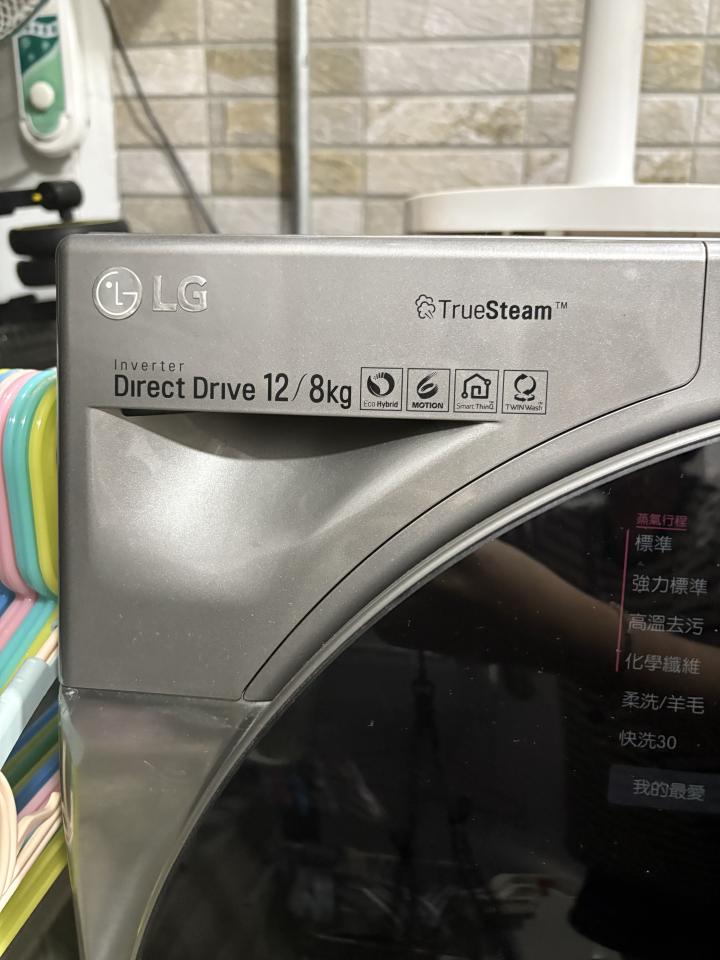 LG
TrueSteam™
Inverter
Direct Drive 12/8kg
Eco Hybrid
MOTION
Smart ThinQ
TWINWash™
蒸氣行程
標準
強力標準
高溫去污
化學纖維
柔洗/羊毛
快洗30
我的最愛